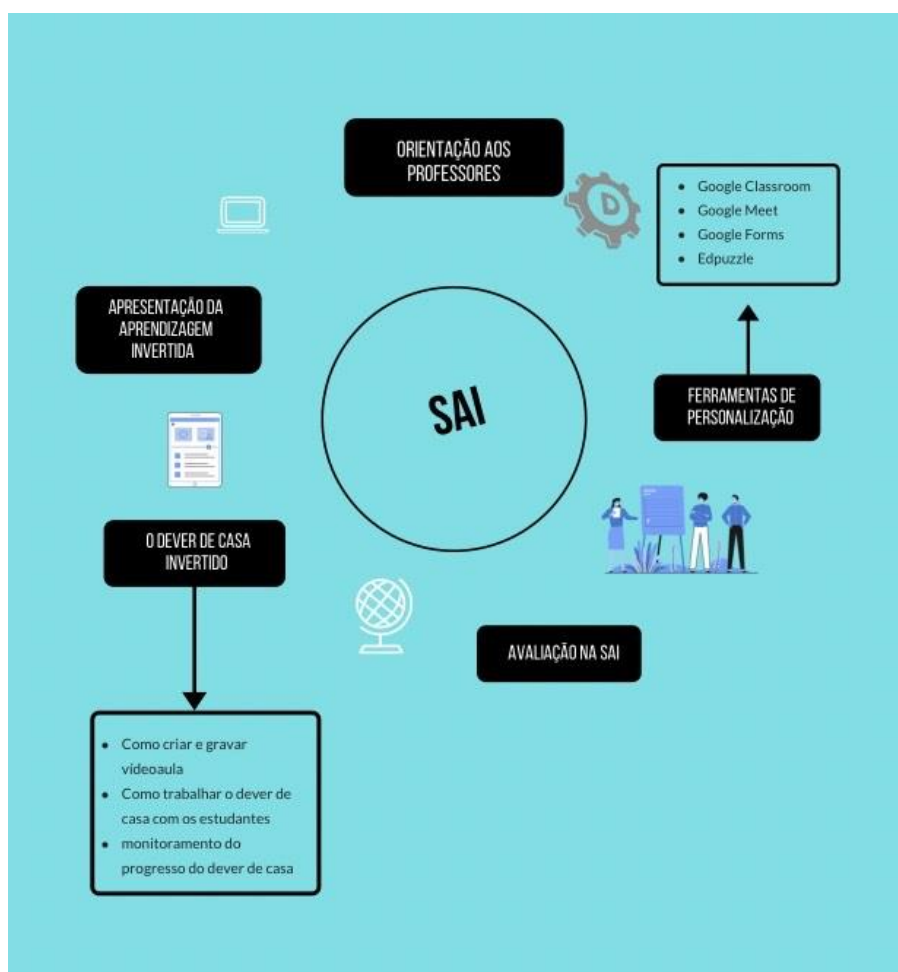 ORIENTAÇÃO AOS
PROFESSORES
D
• Google Classroom
• Google Meet
• Google Forms
• Edpuzzle
APRESENTAÇÃO DA
APRENDIZAGEM
INVERTIDA
SAI
FERRAMENTAS DE
PERSONALIZAÇÃO
O DEVER DE CASA
INVERTIDO
AVALIAÇÃO NA SAI
• Como criar e gravar
vídeoaula
• Como trabalhar o dever de
casa com os estudantes
• monitoramento do
progresso do dever de casa